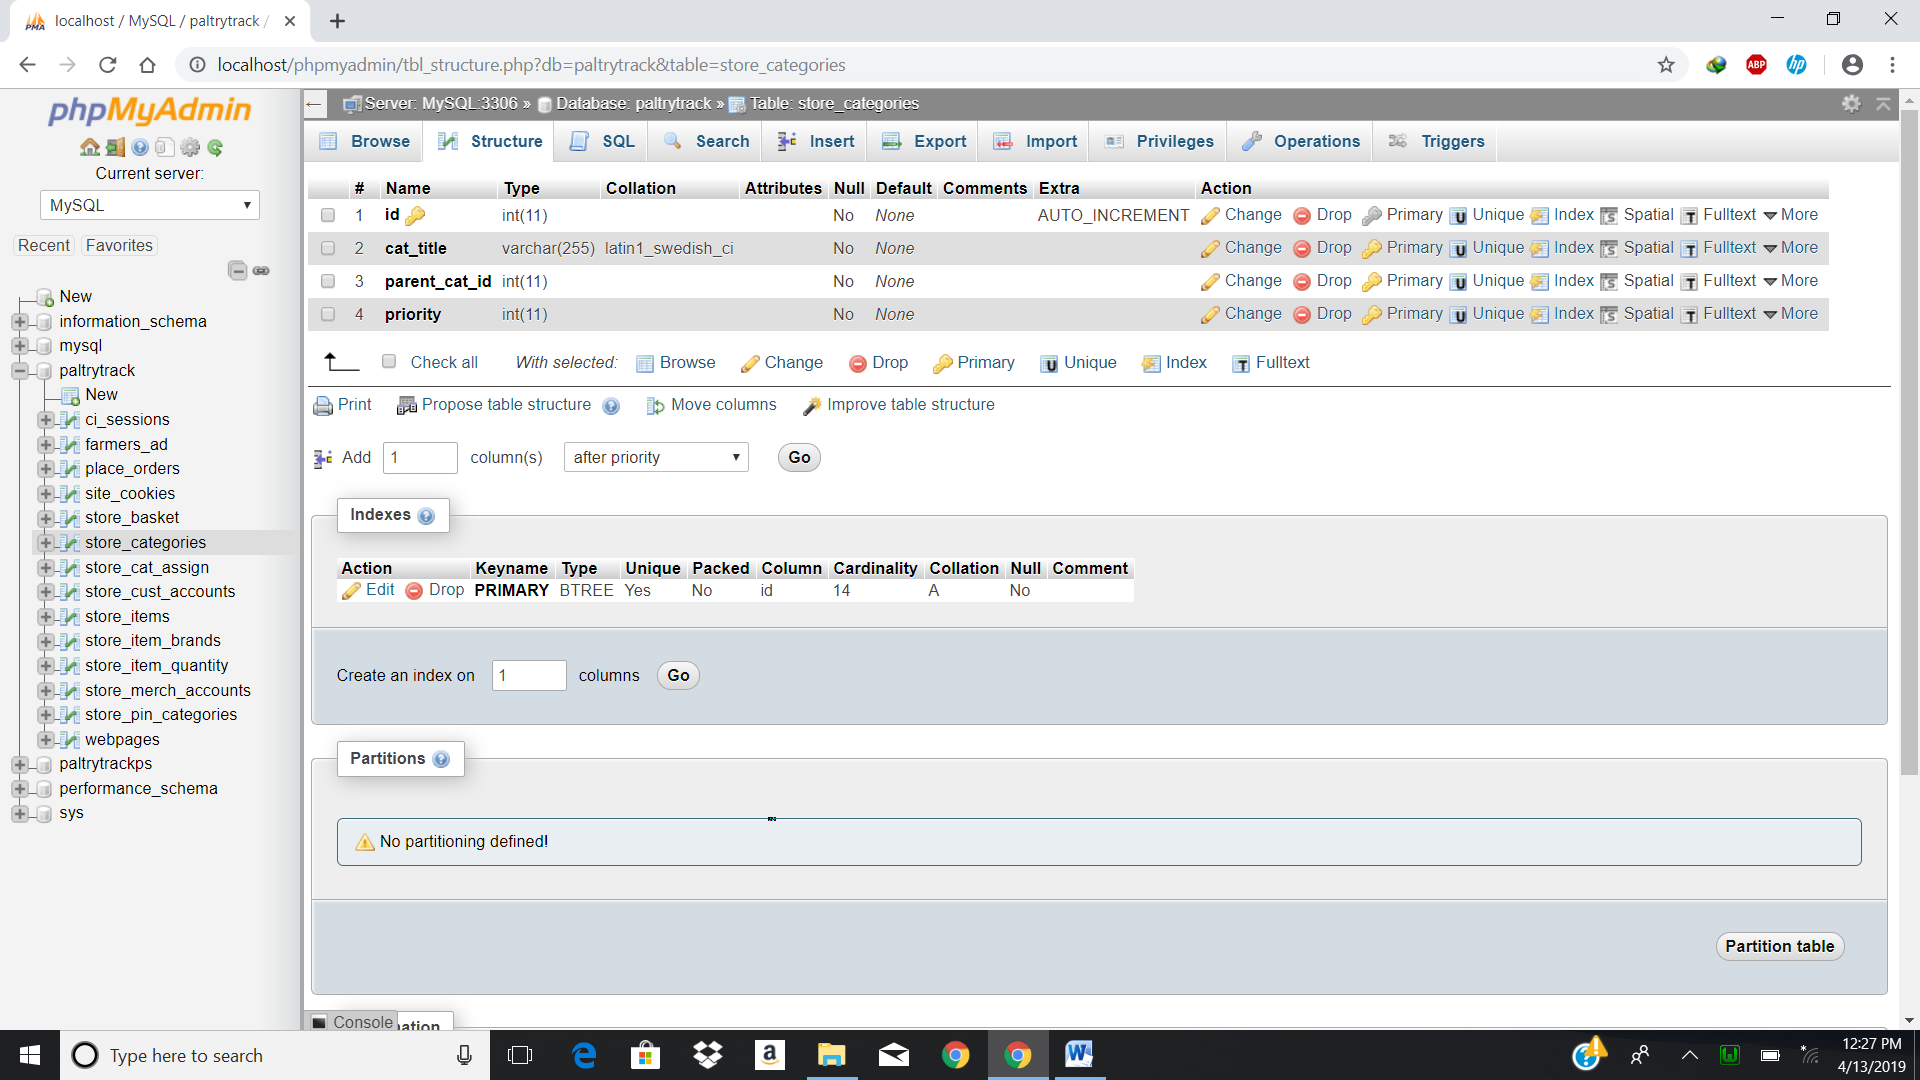 localhost / MySQL / paltrytrack /
localhost/phpmyadmin/tbl_structure.php?db=paltrytrack&table=store_categories
ABP
hp
phpMyAdmin
Current server:
MySQL
Recent Favorites
New
information_schema
mysql
paltrytrack
New
ci_sessions
farmers_ad
place_orders
site_cookies
store_basket
store_categories
store_cat_assign
store_cust_accounts
store_items
store_item_brands
store_item_quantity
store_merch_accounts
store_pin_categories
webpages
paltrytrackps
performance_schema
sys
Server: MySQL:3306 » Database: paltrytrack » Table: store_categories
Browse Structure SQL Search Insert Export Import Privileges Operations Triggers
# Name Type Collation Attributes Null Default Comments Extra Action
1 id int(11) No None AUTO_INCREMENT Change Drop Primary Unique Index Spatial Fulltext More
2 cat_title varchar(255) latin1_swedish_ci No None Change Drop Primary Unique Index Spatial Fulltext More
3 parent_cat_id int(11) No None Change Drop Primary Unique Index Spatial Fulltext More
4 priority int(11) No None Change Drop Primary Unique Index Spatial Fulltext More
Check all With selected: Browse Change Drop Primary Unique Index Fulltext
Print Propose table structure Move columns Improve table structure
Add 1 column(s) after priority Go
Indexes
Action Keyname Type Unique Packed Column Cardinality Collation Null Comment
Edit Drop PRIMARY BTREE Yes No id 14 A No
Create an index on 1 columns Go
Partitions
No partitioning defined!
Partition table
Console
Type here to search
12:27 PM
4/13/2019